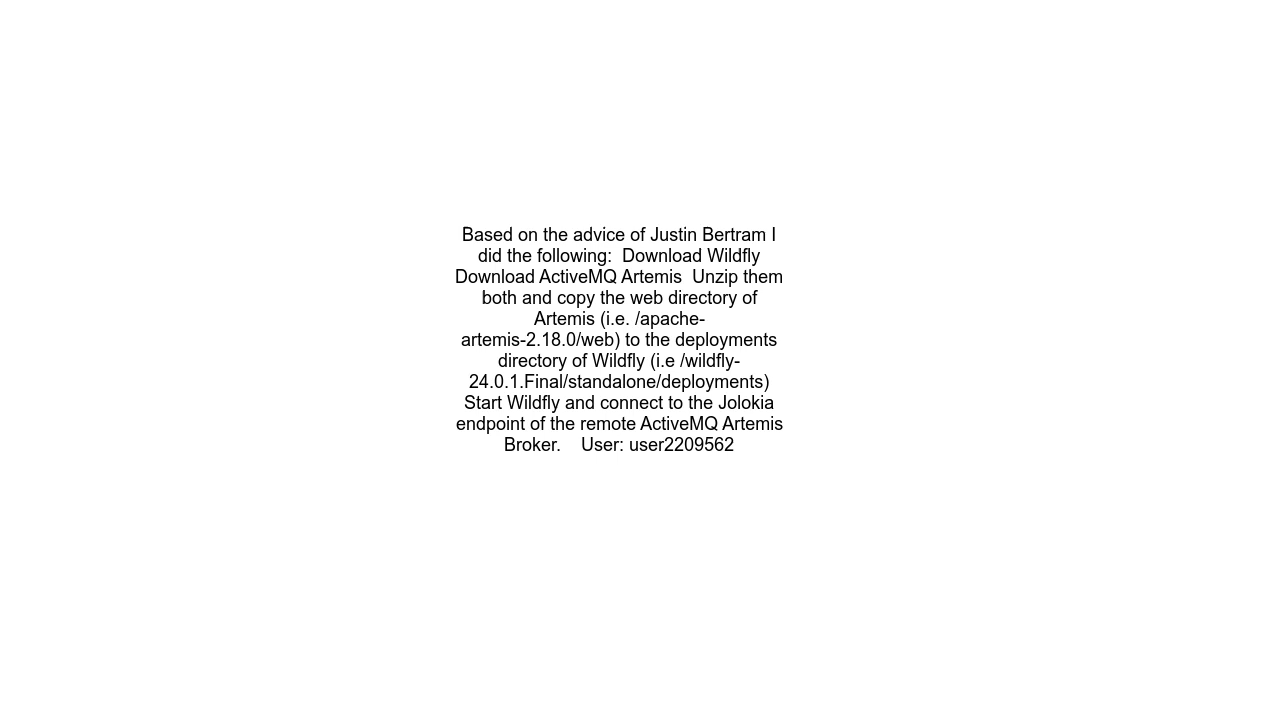 Based on the advice of Justin Bertram I
did the following:  Download Wildfly
Download ActiveMQ Artemis  Unzip them
both and copy the web directory of
Artemis (i.e. /apache-
artemis-2.18.0/web) to the deployments
directory of Wildfly (i.e /wildfly-
24.0.1.Final/standalone/deployments)
Start Wildfly and connect to the Jolokia
endpoint of the remote ActiveMQ Artemis
Broker.    User: user2209562